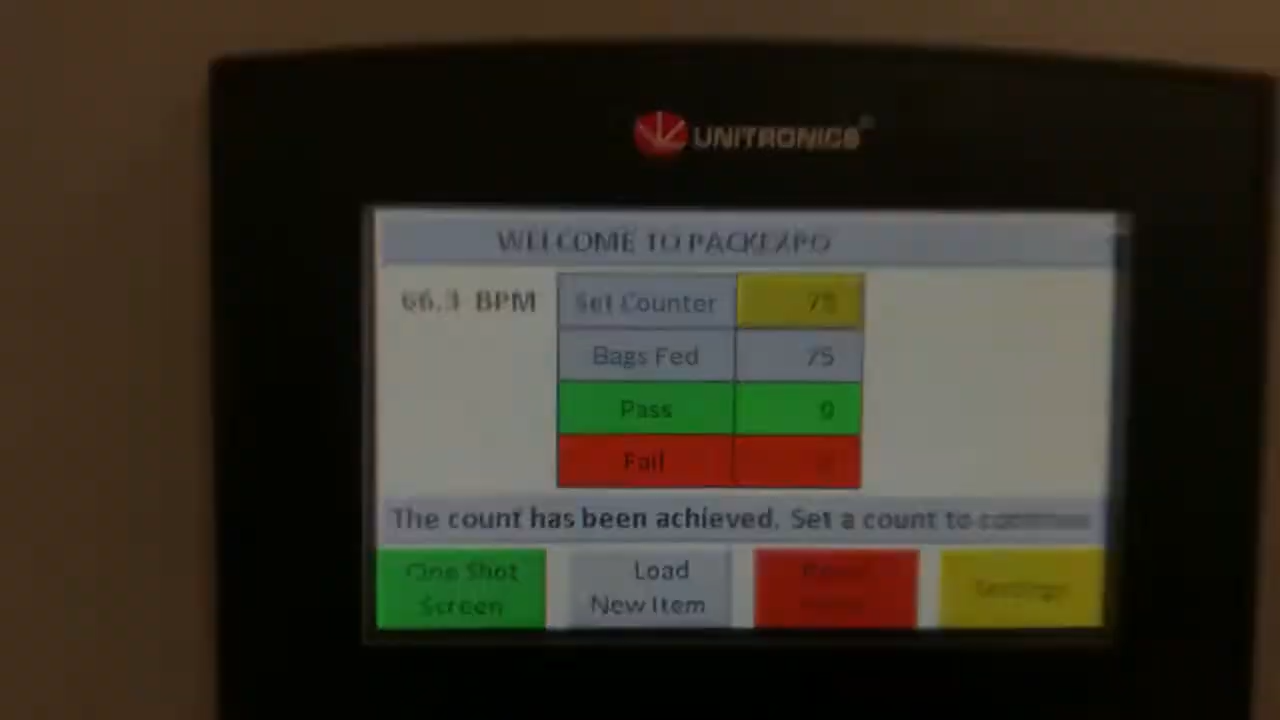 UNITRONICS®
WELCOME TO PACKEXPO
66.3 BPM
Set Counter 75
Bags Fed 75
Pass 0
Fail
The count has been achieved. Set a count to continue
One Shot
Screen
Load
New Item
Settings